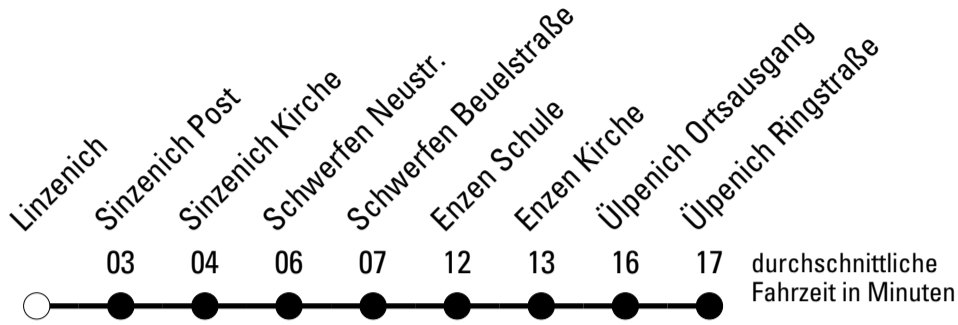 Linzenich
Sinzenich Post
Sinzenich Kirche
Schwerfen Neustr.
Schwerfen Beuelstraße
Enzen Schule
Enzen Kirche
Ülpenich Ortsausgang
Ülpenich Ringstraße
03 04 06 07 12 13 16 17
durchschnittliche
Fahrzeit in Minuten